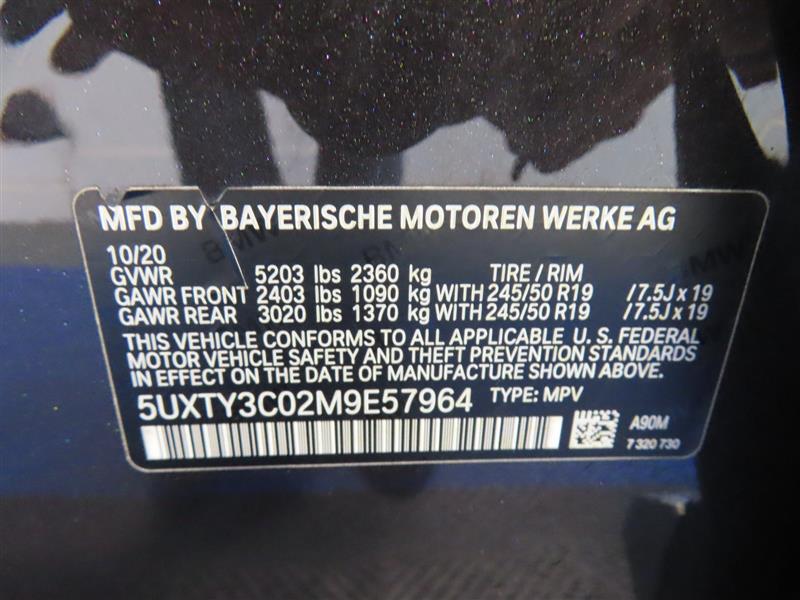 MFD BY BAYERISCHE MOTOREN WERKE AG
10/20
GVWR 5203 lbs 2360 kg TIRE / RIM
GAWR FRONT 2403 lbs 1090 kg WITH 245/50 R19 /7.5J x 19
GAWR REAR 3020 lbs 1370 kg WITH 245/50 R19 /7.5J x 19
THIS VEHICLE CONFORMS TO ALL APPLICABLE U. S. FEDERAL
MOTOR VEHICLE SAFETY AND THEFT PREVENTION STANDARDS
IN EFFECT ON THE DATE OF MANUFACTURE SHOWN ABOVE.
5UXTY3C02M9E57964 TYPE: MPV
A90M
7 320 730
BMW
BMW
BMW